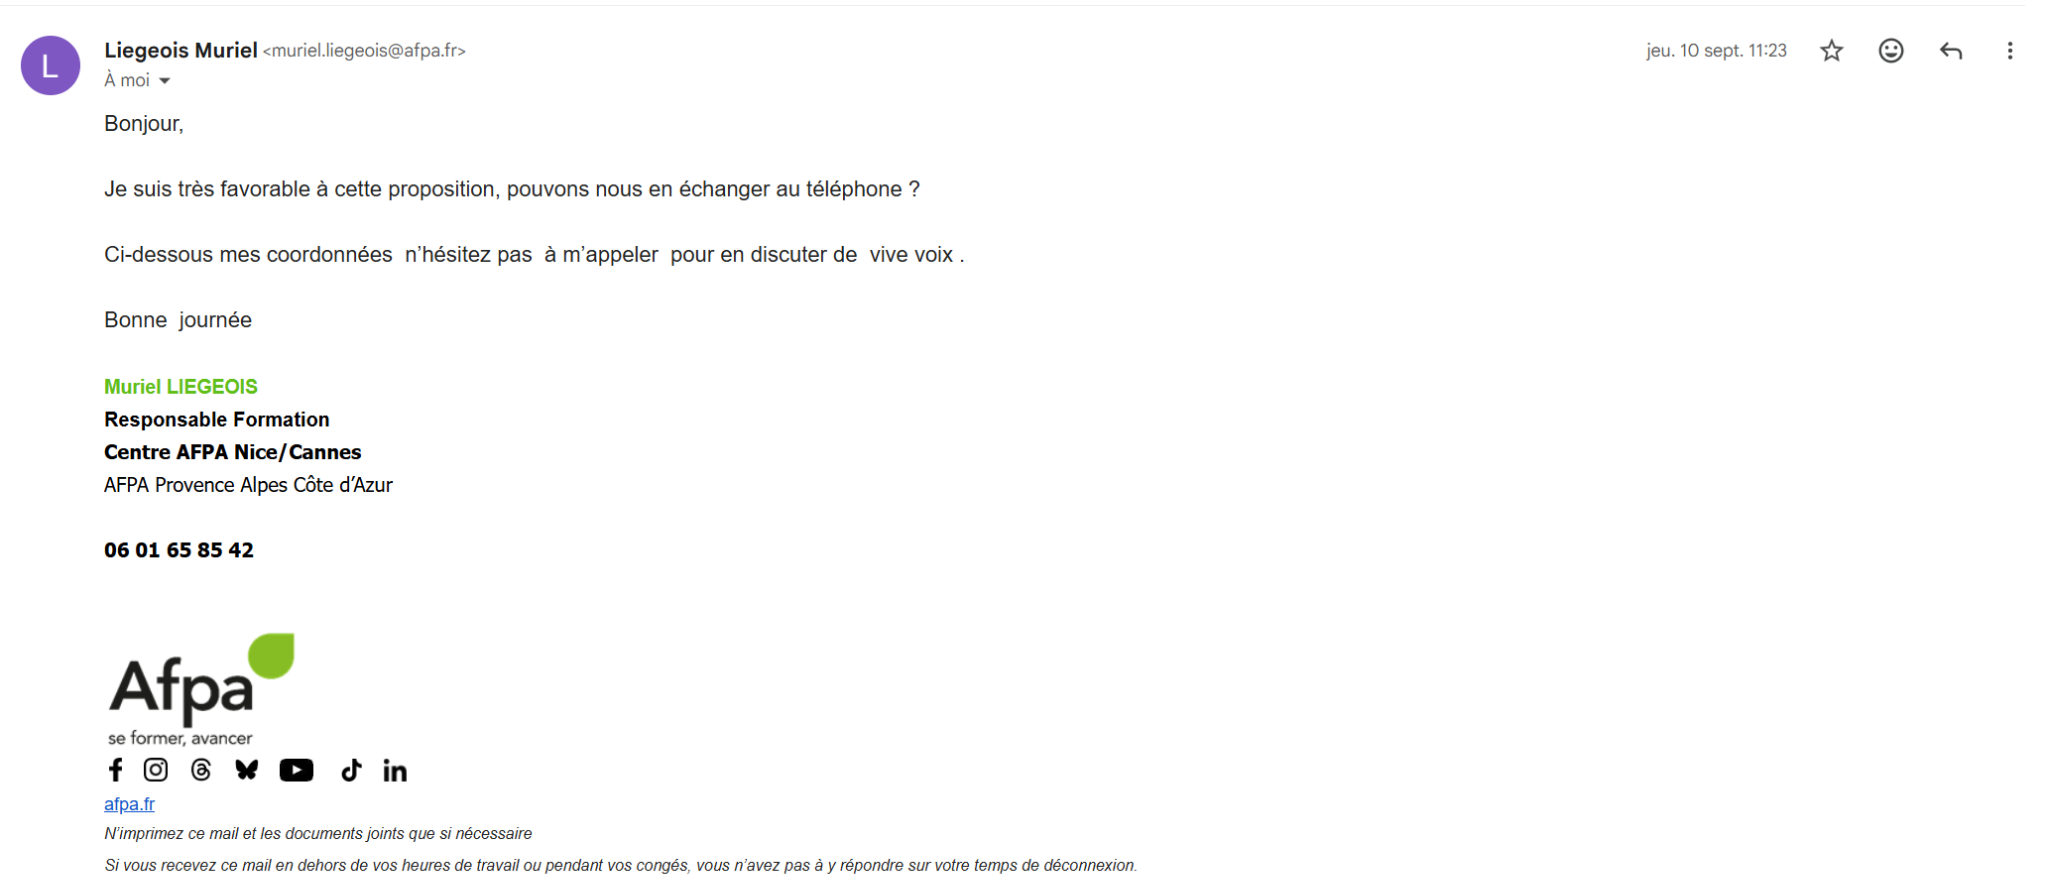 Liegeois Muriel <muriel.liegeois@afpa.fr>
jeu. 10 sept. 11:23
À moi
L
Bonjour,
Je suis très favorable à cette proposition, pouvons nous en échanger au téléphone ?
Ci-dessous mes coordonnées  n’hésitez pas  à m’appeler  pour en discuter de  vive voix .
Bonne  journée
Muriel LIEGEOIS
Responsable Formation
Centre AFPA Nice/Cannes
AFPA Provence Alpes Côte d’Azur
06 01 65 85 42
Afpa
se former, avancer
afpa.fr
N’imprimez ce mail et les documents joints que si nécessaire
Si vous recevez ce mail en dehors de vos heures de travail ou pendant vos congés, vous n’avez pas à y répondre sur votre temps de déconnexion.